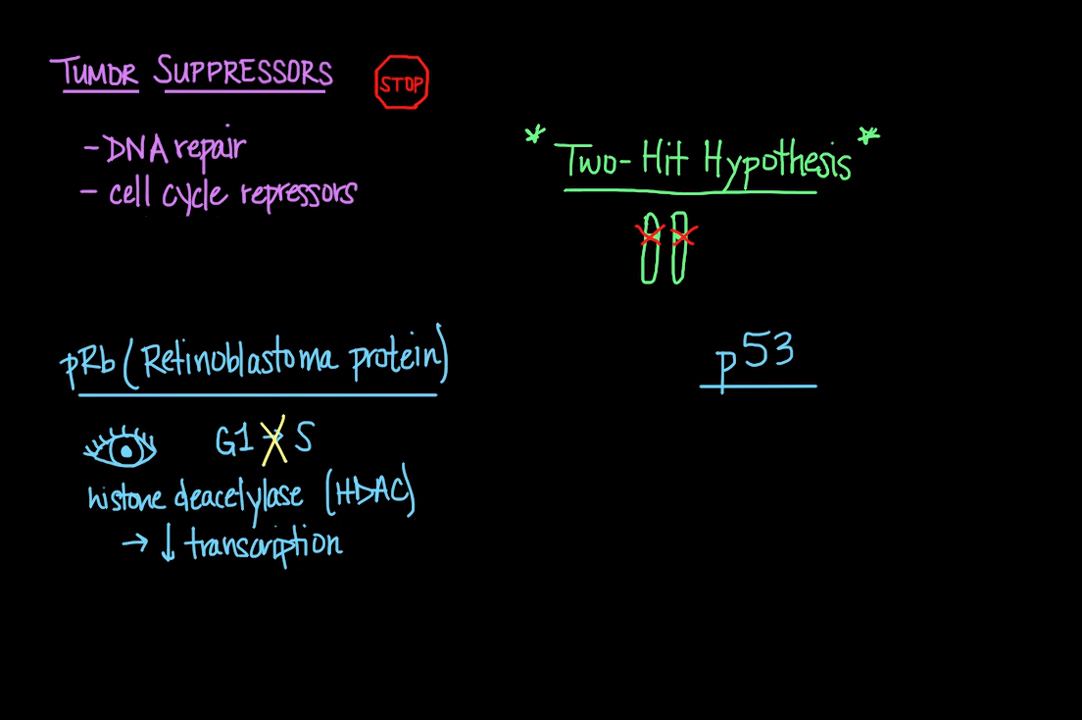 TUMOR SUPPRESSORS
STOP
- DNA repair
- cell cycle repressors
* Two-Hit Hypothesis *
pRb (Retinoblastoma protein)
G1 → S
histone deacetylase (HDAC)
→ ↓ transcription
p53